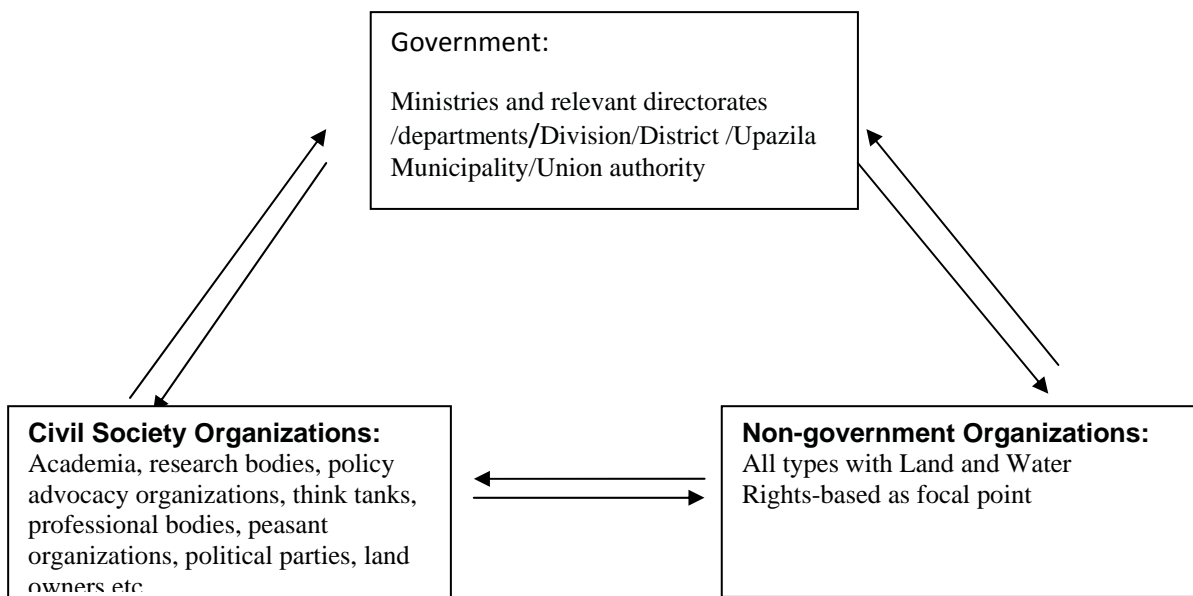 Government:
Ministries and relevant directorates
/departments/Division/District /Upazila
Municipality/Union authority
Civil Society Organizations:
Academia, research bodies, policy
advocacy organizations, think tanks,
professional bodies, peasant
organizations, political parties, land
owners etc
Non-government Organizations:
All types with Land and Water
Rights-based as focal point